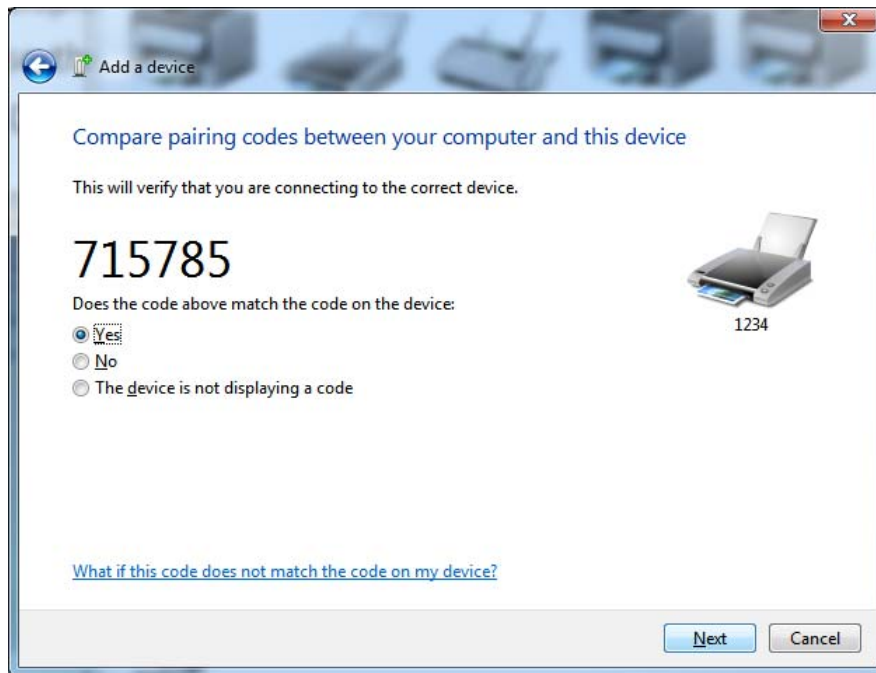 Add a device
Compare pairing codes between your computer and this device
This will verify that you are connecting to the correct device.
715785
Does the code above match the code on the device:
Yes
No
The device is not displaying a code
1234
What if this code does not match the code on my device?
Next Cancel